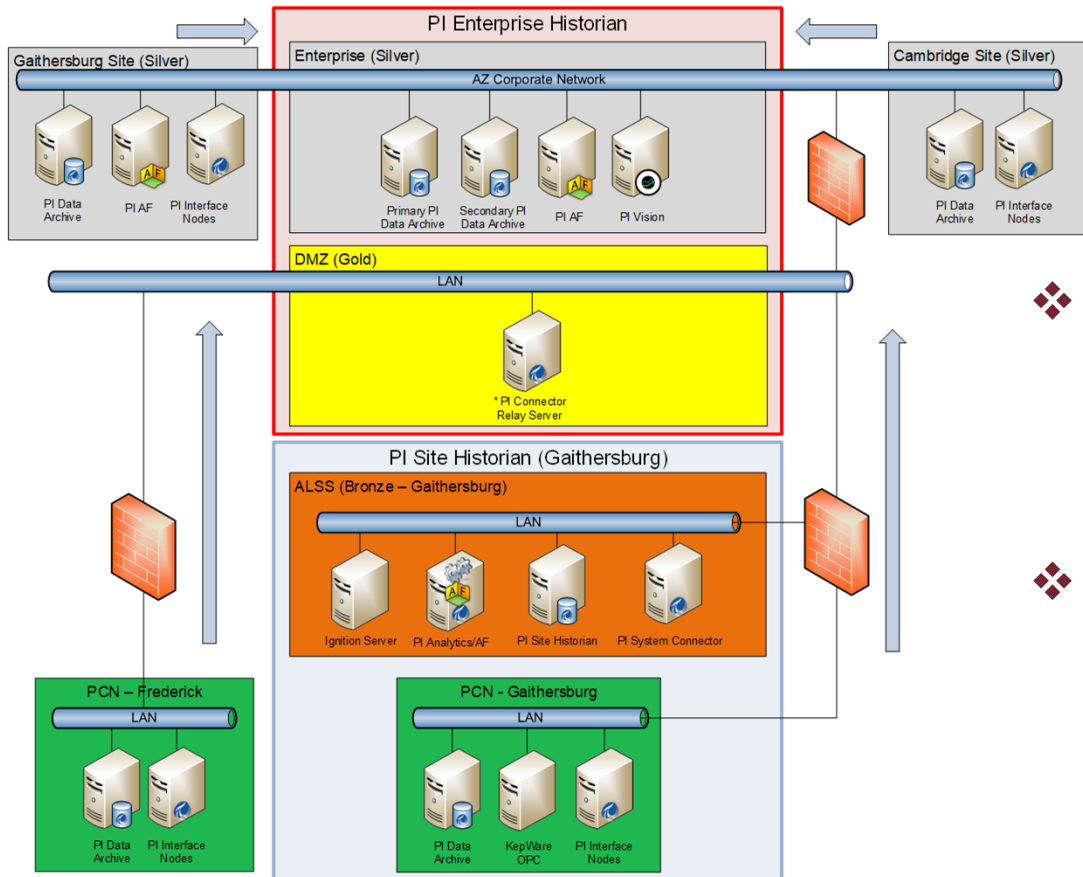 PI Enterprise Historian
Gaithersburg Site (Silver)
Enterprise (Silver)
Cambridge Site (Silver)
AZ Corporate Network
PI Data
Archive
PI AF
PI Interface
Nodes
Primary PI
Data Archive
Secondary PI
Data Archive
PI AF
PI Vision
PI Data
Archive
PI Interface
Nodes
DMZ (Gold)
LAN
* PI Connector
Relay Server
PI Site Historian (Gaithersburg)
ALSS (Bronze – Gaithersburg)
LAN
Ignition Server
PI Analytics/AF
PI Site Historian
PI System Connector
PCN – Frederick
LAN
PI Data
Archive
PI Interface
Nodes
PCN - Gaithersburg
LAN
PI Data
Archive
KepWare
OPC
PI Interface
Nodes